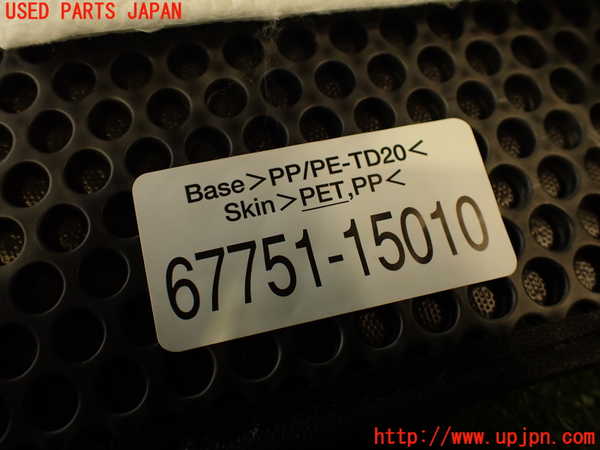 USED PARTS JAPAN
Base>PP/PE-TD20<
Skin>PET,PP<
67751-15010
http://www.upjpn.com